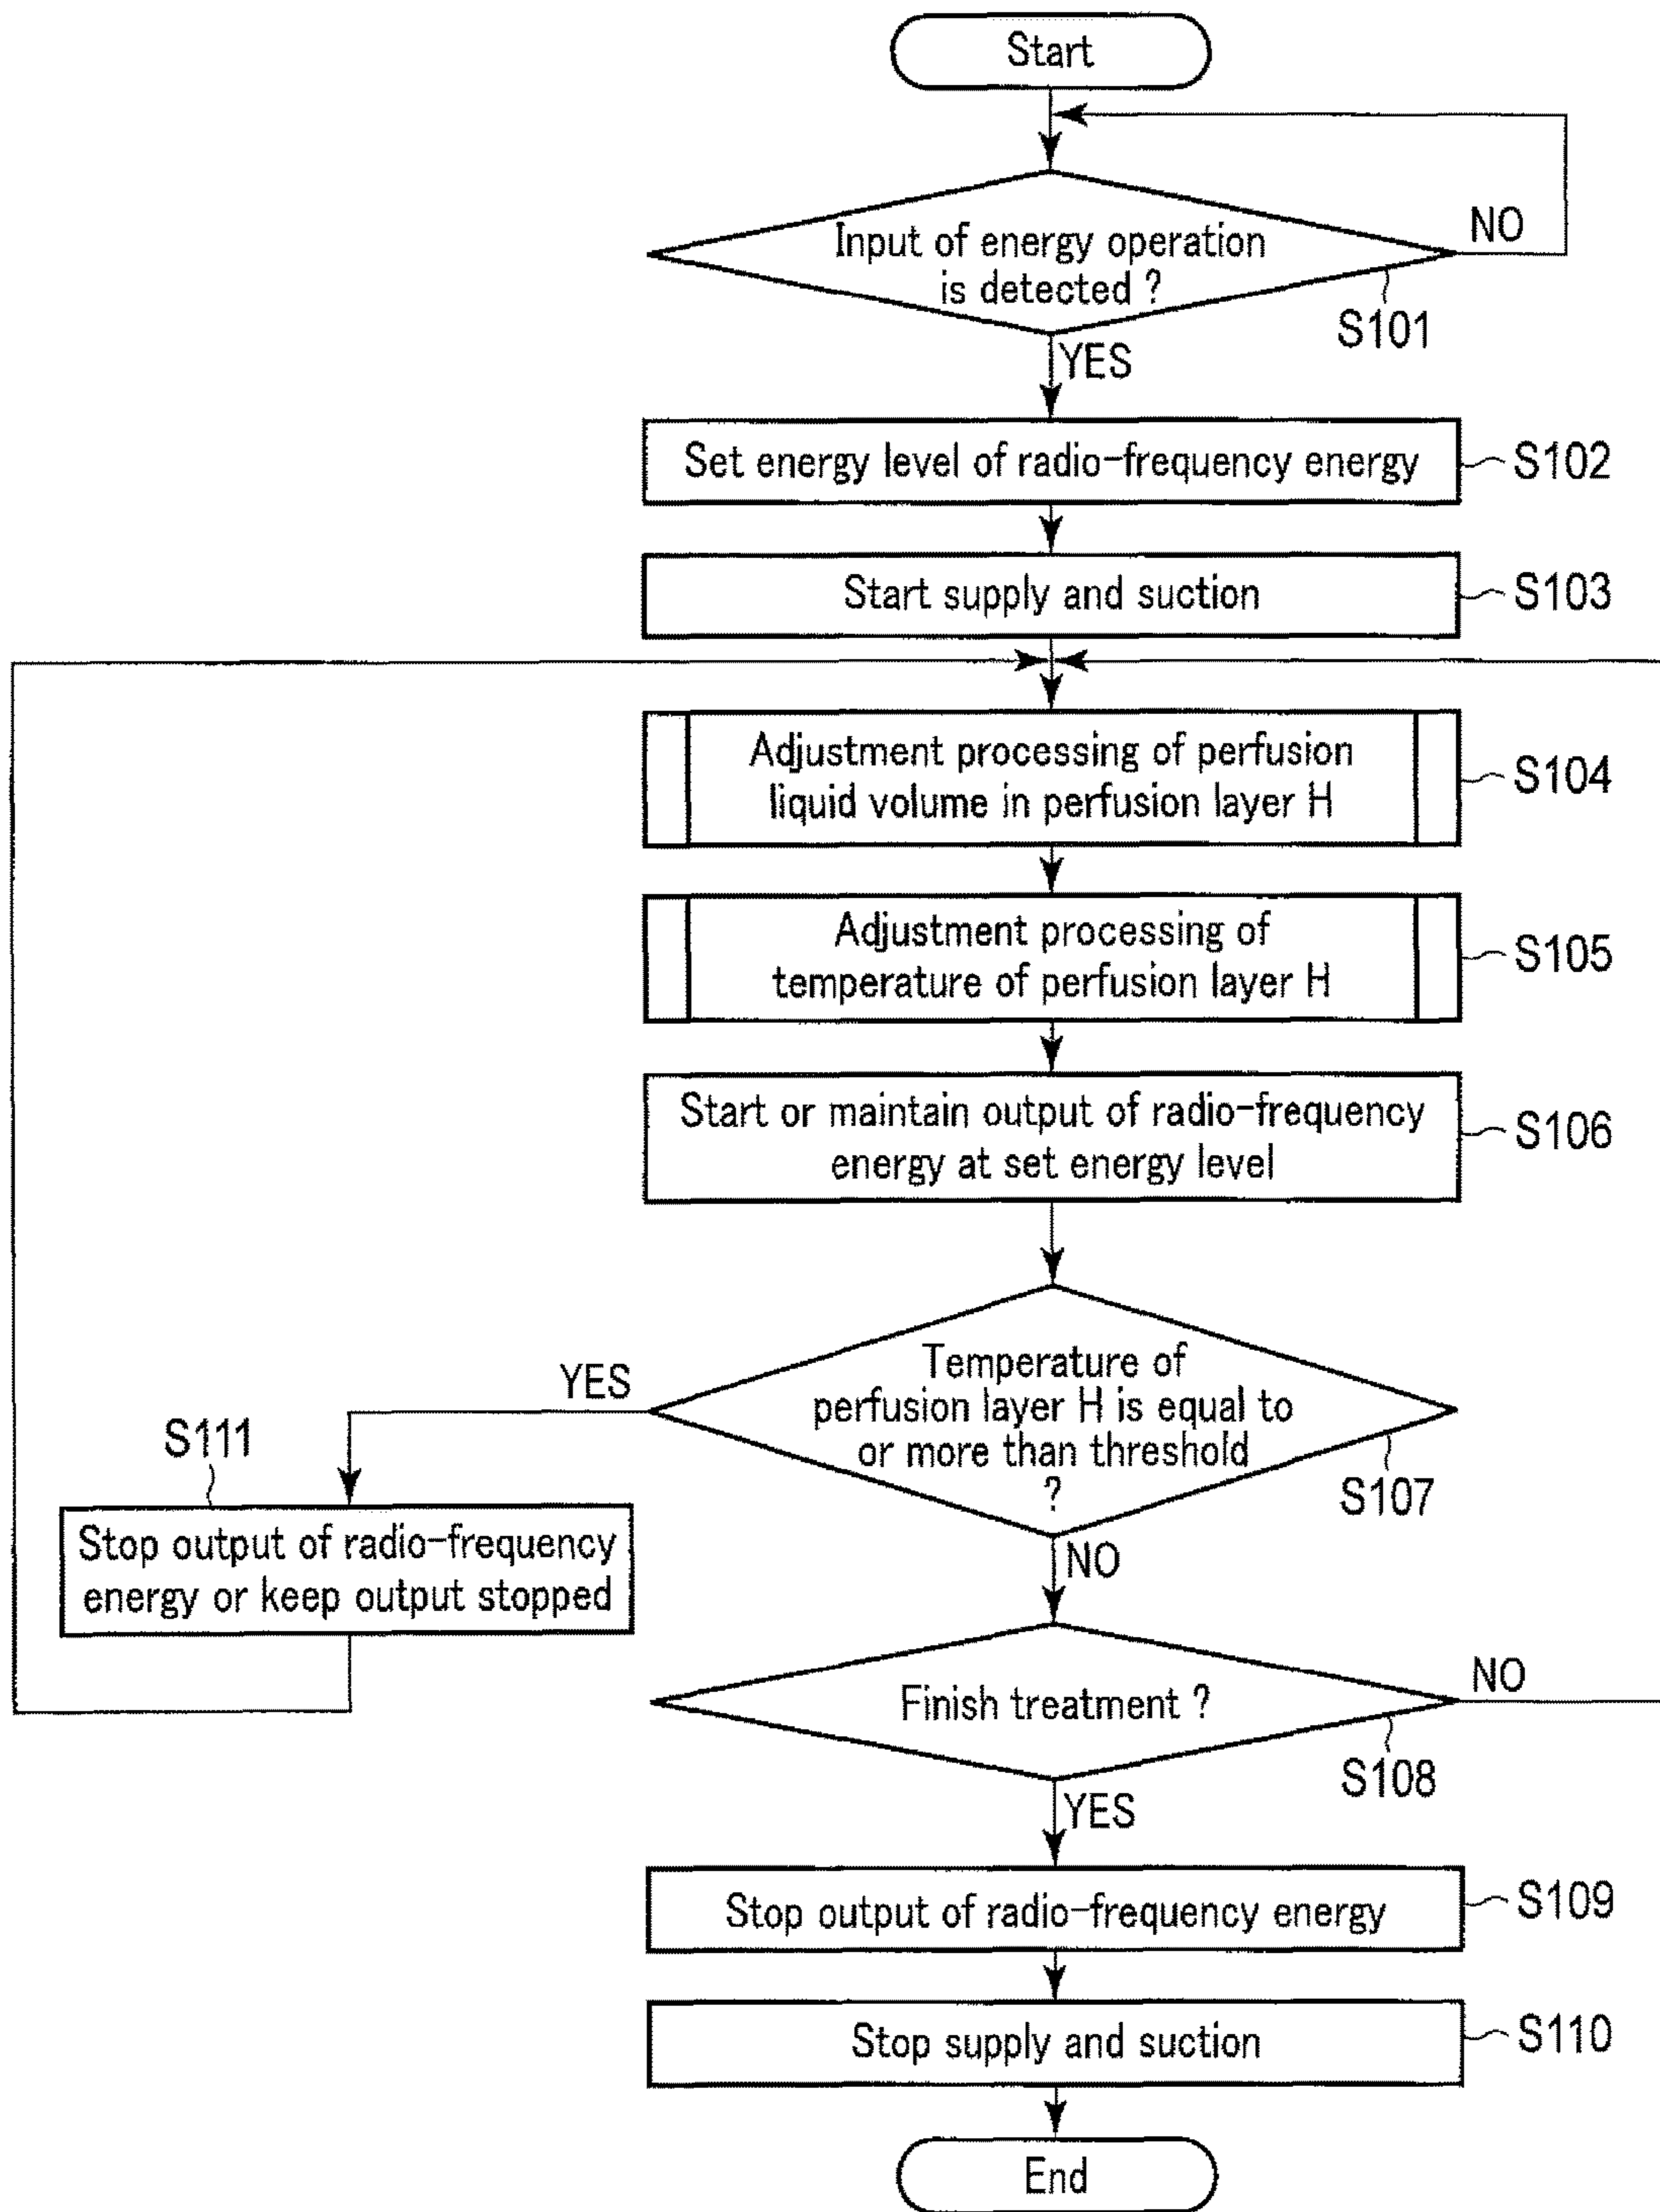 Start
Input of energy operation
is detected ?
NO
S101
YES
Set energy level of radio-frequency energy
S102
Start supply and suction
S103
Adjustment processing of perfusion
liquid volume in perfusion layer H
S104
Adjustment processing of
temperature of perfusion layer H
S105
Start or maintain output of radio-frequency
energy at set energy level
S106
Temperature of
perfusion layer H is equal to
or more than threshold
?
YES
S107
S111
Stop output of radio-frequency
energy or keep output stopped
NO
Finish treatment ?
NO
S108
YES
Stop output of radio-frequency energy
S109
Stop supply and suction
S110
End